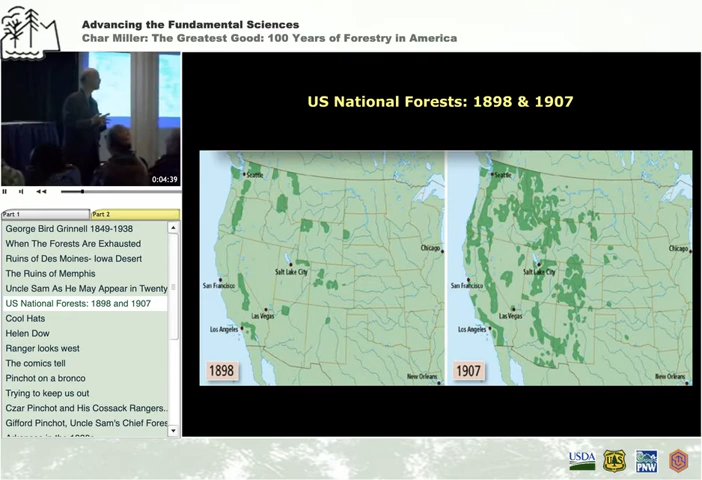 Advancing the Fundamental Sciences
Char Miller: The Greatest Good: 100 Years of Forestry in America
US National Forests: 1898 & 1907
0:04:39
Part 1
Part 2
George Bird Grinnell 1849-1938
When The Forests Are Exhausted
Ruins of Des Moines- Iowa Desert
The Ruins of Memphis
Uncle Sam As He May Appear in Twenty
US National Forests: 1898 and 1907
Cool Hats
Helen Dow
Ranger looks west
The comics tell
Pinchot on a bronco
Trying to keep us out
Czar Pinchot and His Cossack Rangers..
Gifford Pinchot, Uncle Sam's Chief Fores
Seattle
Chicago
Salt Lake City
San Francisco
Las Vegas
Los Angeles
New Orleans
1898
Seattle
Chicago
Salt Lake City
San Francisco
Las Vegas
Los Angeles
New Orleans
1907
USDA
UAS
PNW